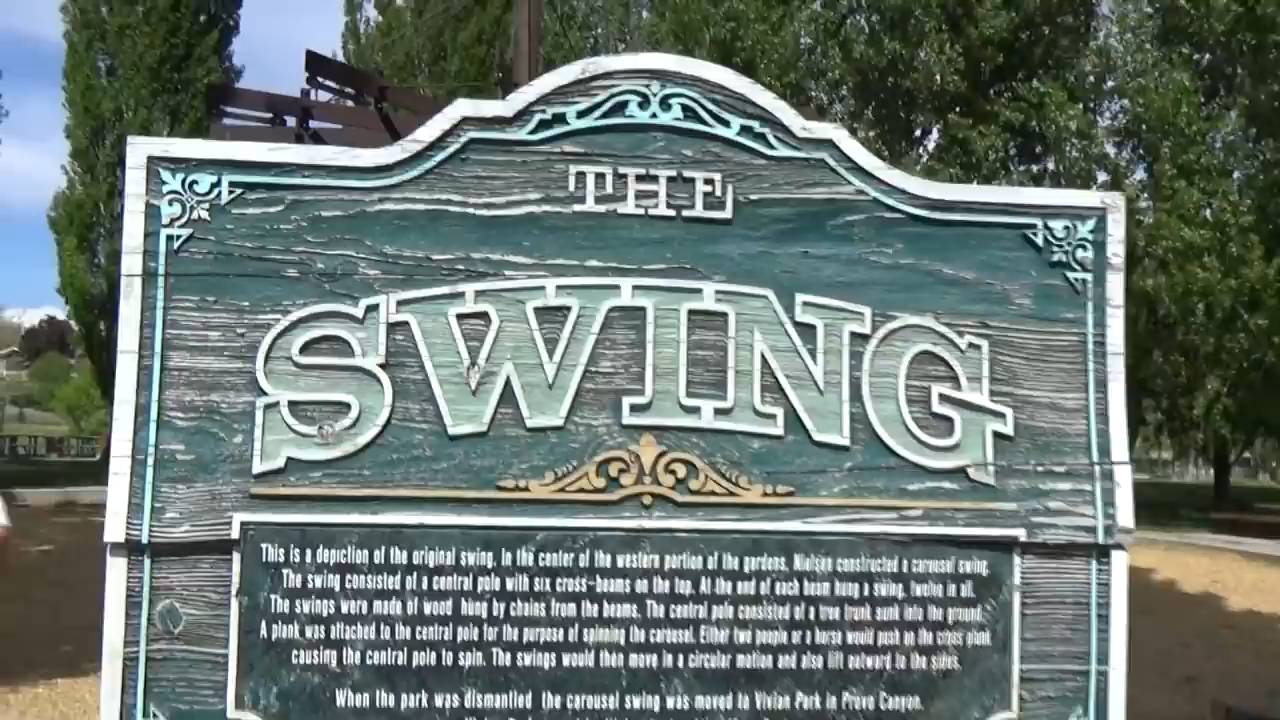 THE
SWING
This is a depiction of the original swing. In the center of the western portion of the gardens, Nielsen constructed a carousel swing.
The swing consisted of a central pole with six cross-beams on the top. At the end of each beam hung a swing, twelve in all.
The swings were made of wood hung by chains from the beams. The central pole consisted of a tree trunk sunk into the ground.
A plank was attached to the central pole for the purpose of spinning the carousel. Either two people or a horse would push on the cross plank
causing the central pole to spin. The swings would then move in a circular motion and also lift outward to the sides.
When the park was dismantled the carousel swing was moved to Vivian Park in Provo Canyon.